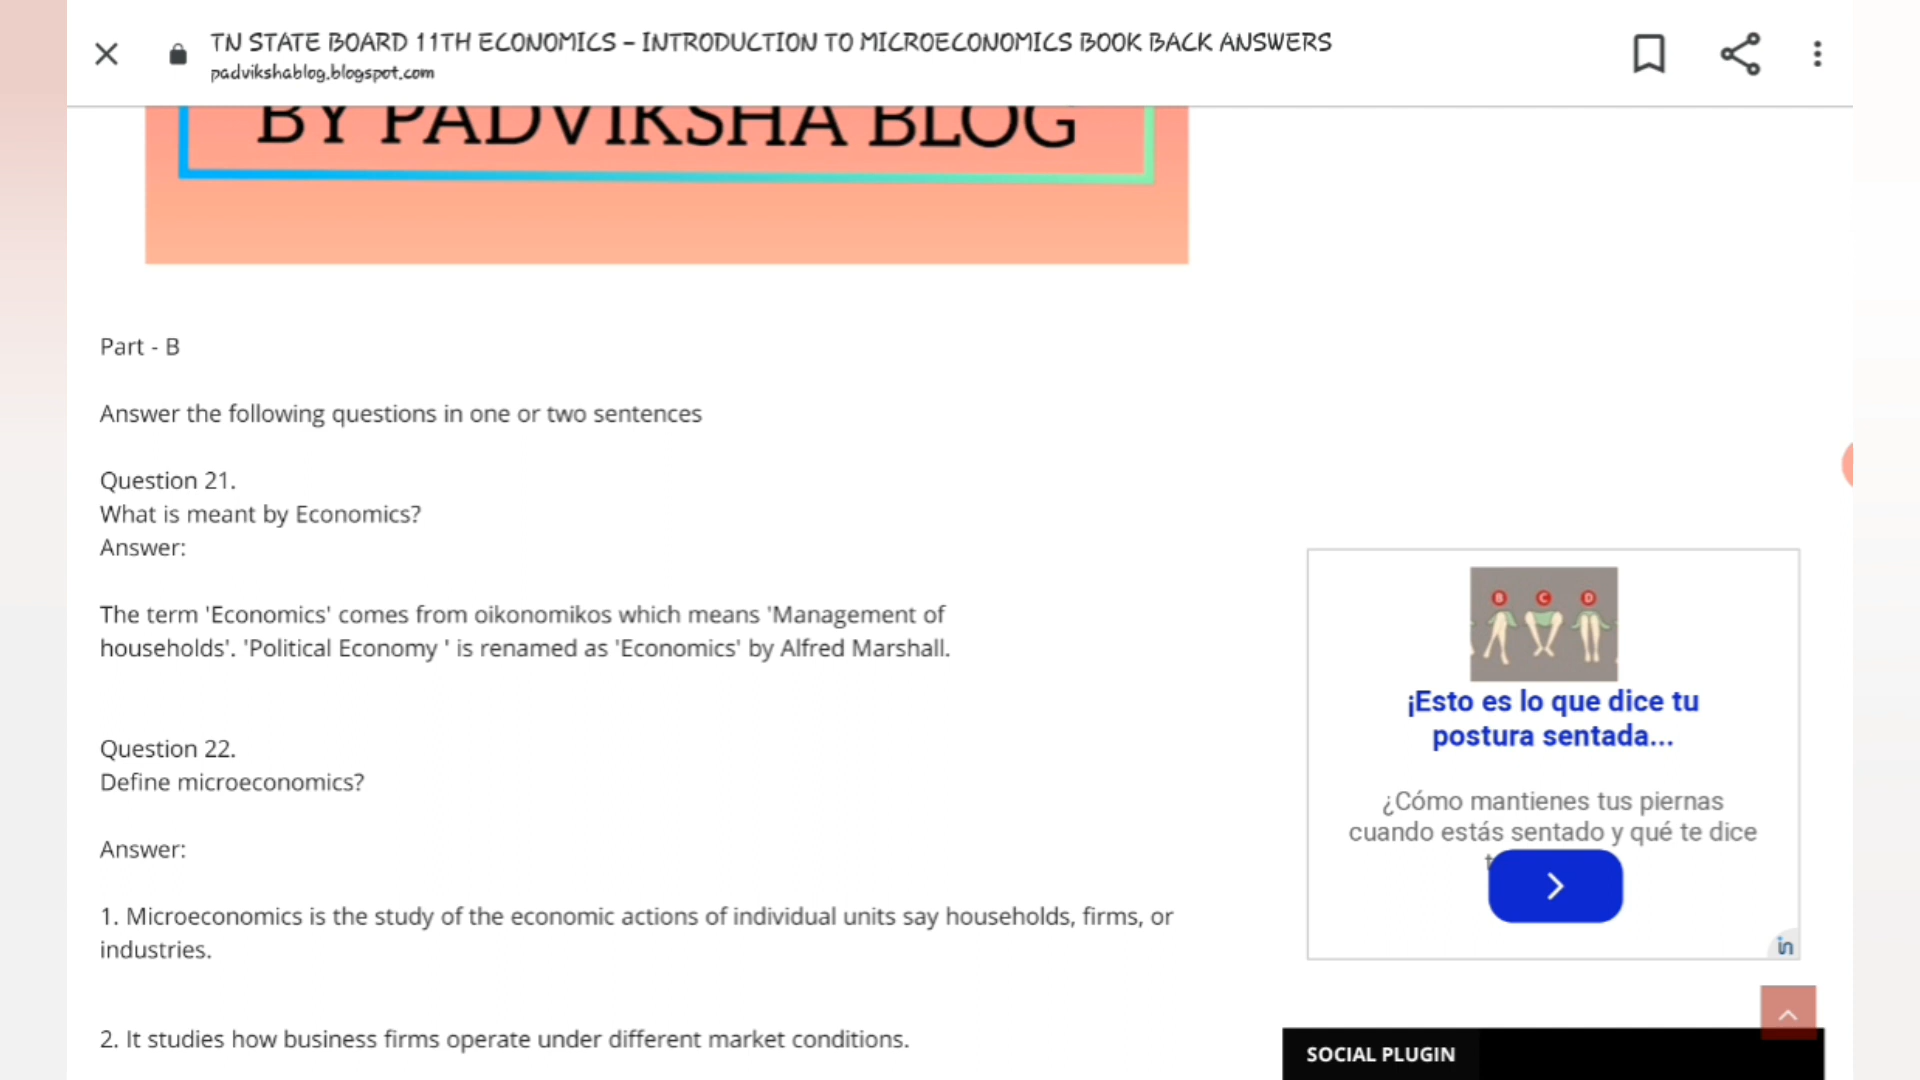 TN STATE BOARD 11TH ECONOMICS – INTRODUCTION TO MICROECONOMICS BOOK BACK ANSWERS
padvikshablog.blogspot.com
BY PADVIKSHA BLOG
Part - B
Answer the following questions in one or two sentences
Question 21.
What is meant by Economics?
Answer:
The term 'Economics' comes from oikonomikos which means 'Management of
households'. 'Political Economy ' is renamed as 'Economics' by Alfred Marshall.
Question 22.
Define microeconomics?
Answer:
1. Microeconomics is the study of the economic actions of individual units say households, firms, or
industries.
2. It studies how business firms operate under different market conditions.
B C D
¡Esto es lo que dice tu
postura sentada...
¿Cómo mantienes tus piernas
cuando estás sentado y qué te dice
in
SOCIAL PLUGIN